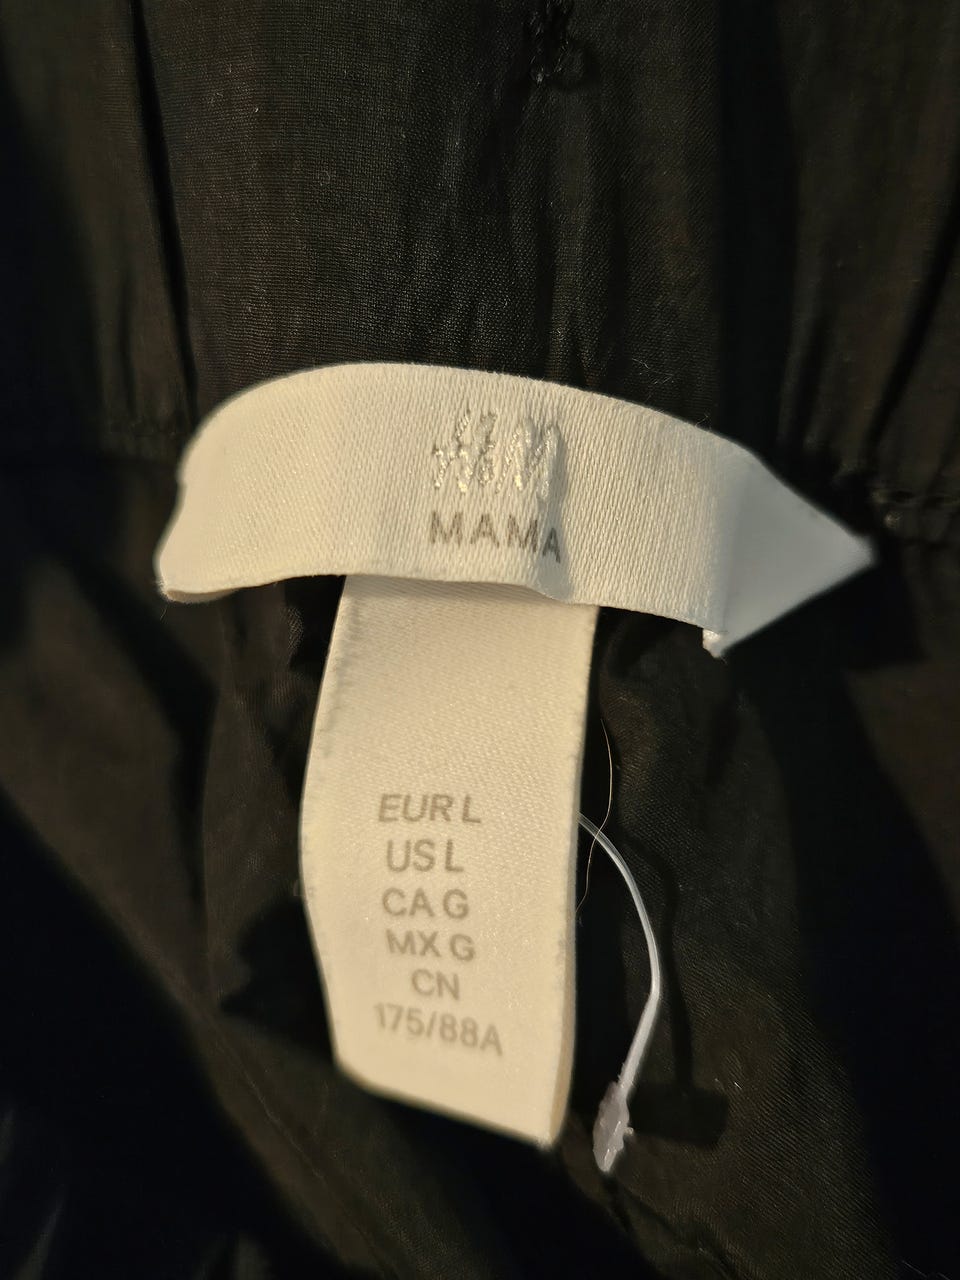 H&M
MAMA
EUR L
US L
CA G
MX G
CN
175/88A